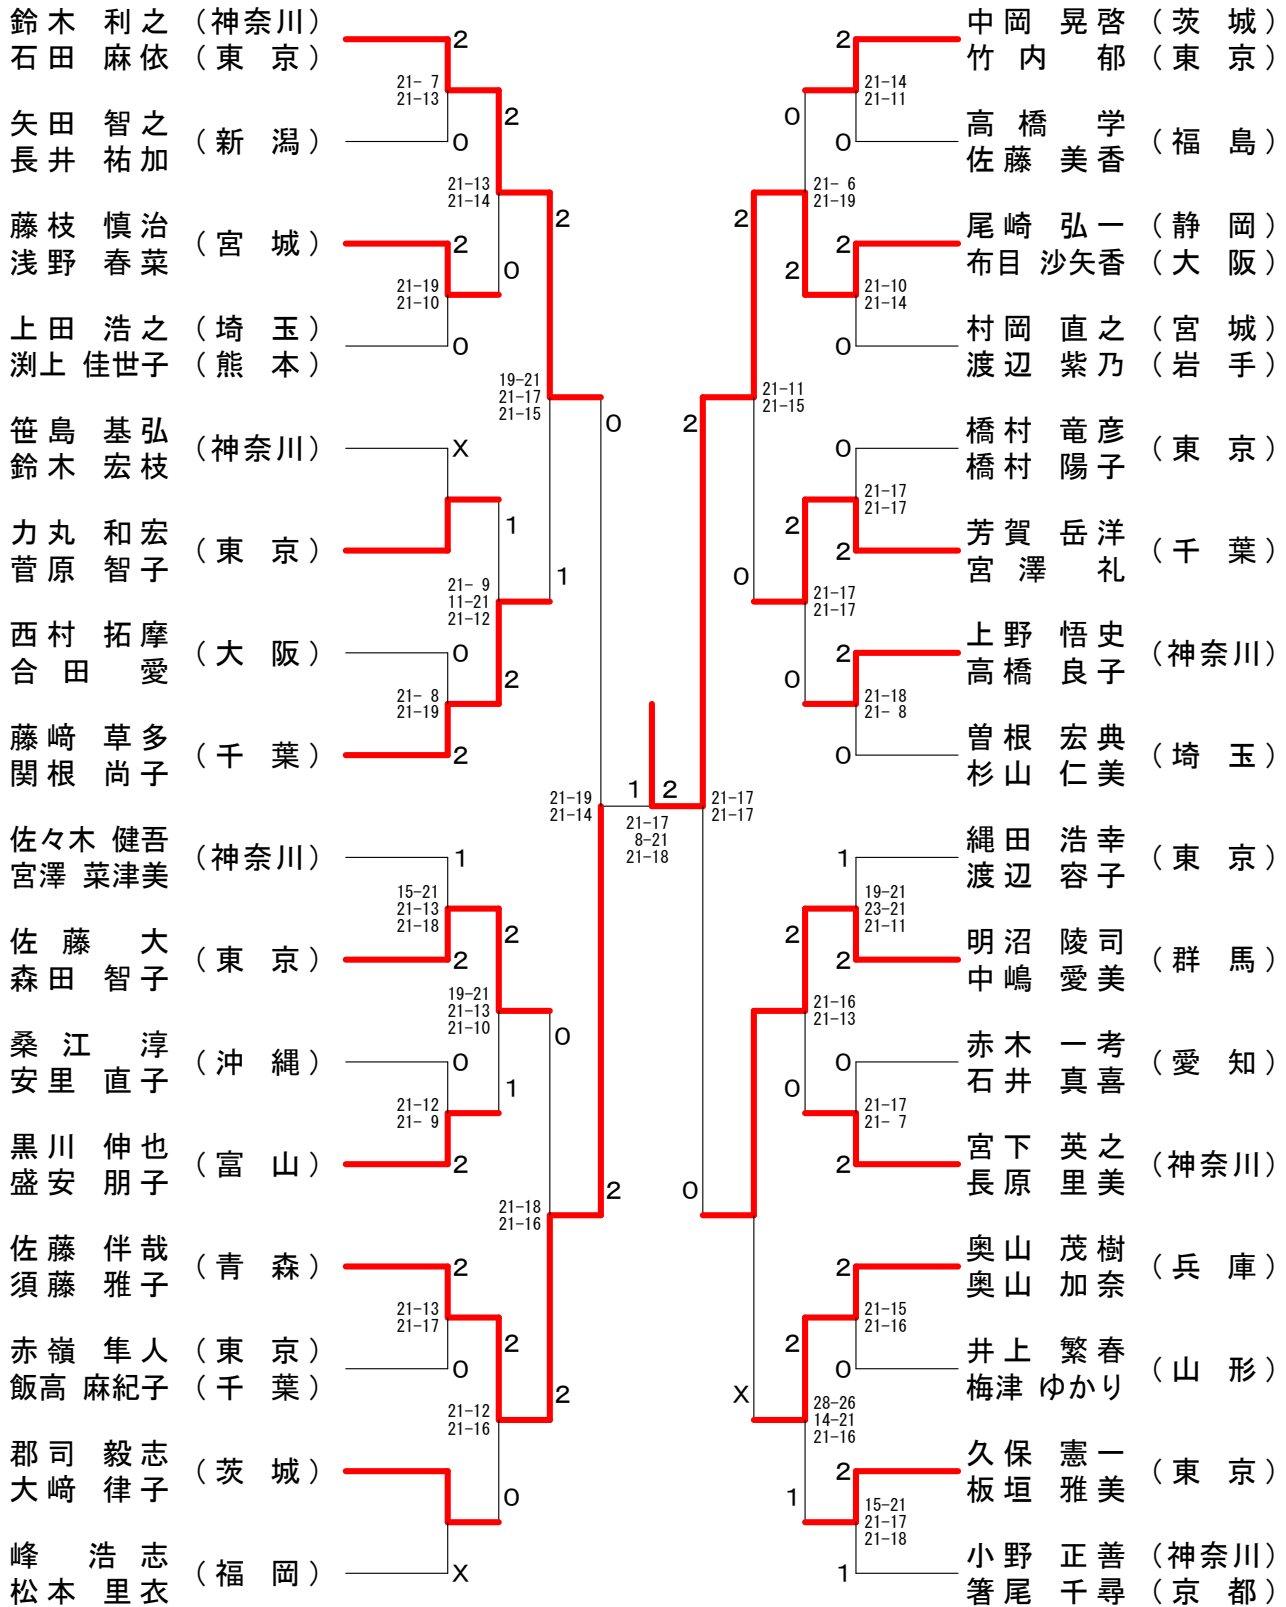 鈴木 利之 （神奈川）
石田 麻依 （東 京）
2
21- 7
21-13
矢田 智之
長井 祐加
（新 潟）
0
2
21-13
21-14
藤枝 慎治
浅野 春菜
（宮 城）
2
0
21-19
21-10
上田 浩之 （埼 玉）
渕上 佳世子 （熊 本）
0
2
19-21
21-17
21-15
0
笹島 基弘
鈴木 宏枝
（神奈川）
X
力丸 和宏
菅原 智子
（東 京）
1
1
21- 9
11-21
21-12
西村 拓摩
合田 愛
（大 阪）
0
2
21- 8
21-19
藤﨑 草多
関根 尚子
（千 葉）
2
21-19
21-14
1
2
21-17
8-21
21-18
佐々木 健吾
宮澤 菜津美
（神奈川）
1
15-21
21-13
21-18
佐藤 大
森田 智子
（東 京）
2
2
19-21
21-13
21-10
0
桑江 淳
安里 直子
（沖 縄）
0
1
21-12
21- 9
黒川 伸也
盛安 朋子
（富 山）
2
21-18
21-16
2
佐藤 伴哉
須藤 雅子
（青 森）
2
21-13
21-17
2
赤嶺 隼人 （東 京）
飯高 麻紀子 （千 葉）
0
21-12
21-16
2
郡司 毅志
大﨑 律子
（茨 城）
0
峰 浩志
松本 里衣
（福 岡）
X
中岡 晃啓 （茨 城）
竹内 郁 （東 京）
2
21-14
21-11
0
高橋 学
佐藤 美香
（福 島）
0
21- 6
21-19
2
尾崎 弘一 （静 岡）
布目 沙矢香 （大 阪）
2
2
21-10
21-14
村岡 直之 （宮 城）
渡辺 紫乃 （岩 手）
0
21-11
21-15
2
橋村 竜彦
橋村 陽子
（東 京）
0
21-17
21-17
2
芳賀 岳洋
宮澤 礼
（千 葉）
2
0
21-17
21-17
上野 悟史
高橋 良子
（神奈川）
2
0
21-18
21- 8
曽根 宏典
杉山 仁美
（埼 玉）
0
21-17
21-17
縄田 浩幸
渡辺 容子
（東 京）
1
19-21
23-21
21-11
2
明沼 陵司
中嶋 愛美
（群 馬）
2
21-16
21-13
赤木 一考
石井 真喜
（愛 知）
0
0
21-17
21- 7
宮下 英之
長原 里美
（神奈川）
2
0
奥山 茂樹
奥山 加奈
（兵 庫）
2
21-15
21-16
2
井上 繁春
梅津 ゆかり
（山 形）
0
X
28-26
14-21
21-16
久保 憲一
板垣 雅美
（東 京）
2
1
15-21
21-17
21-18
小野 正善 （神奈川）
箸尾 千尋 （京 都）
1